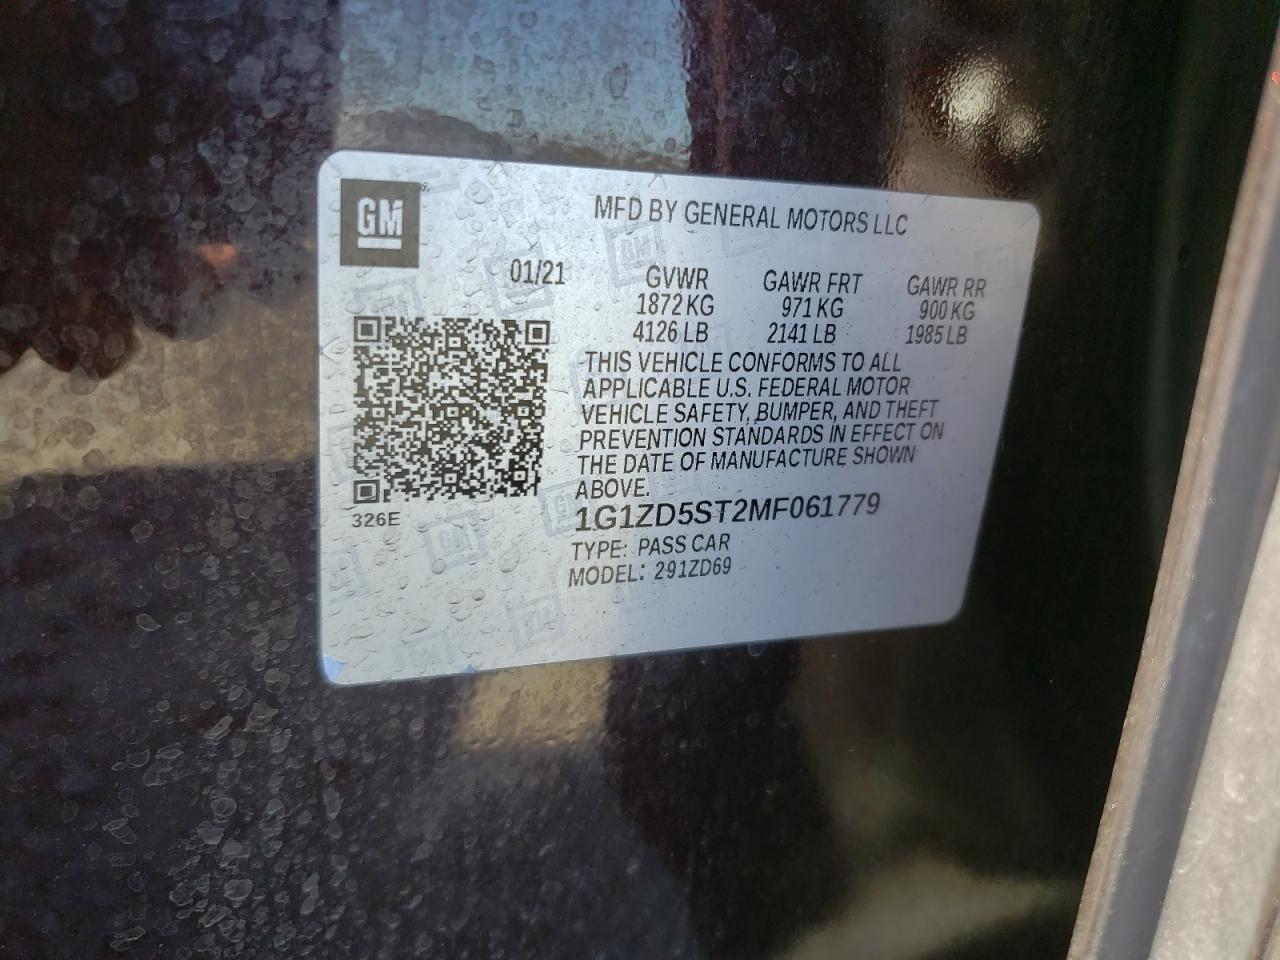 GM
MFD BY GENERAL MOTORS LLC
01/21 GVWR GAWR FRT GAWR RR
1872 KG 971 KG 900 KG
4126 LB 2141 LB 1985 LB
THIS VEHICLE CONFORMS TO ALL
APPLICABLE U.S. FEDERAL MOTOR
VEHICLE SAFETY, BUMPER, AND THEFT
PREVENTION STANDARDS IN EFFECT ON
THE DATE OF MANUFACTURE SHOWN
ABOVE.
326E
1G1ZD5ST2MF061779
TYPE: PASS CAR
MODEL: 291ZD69